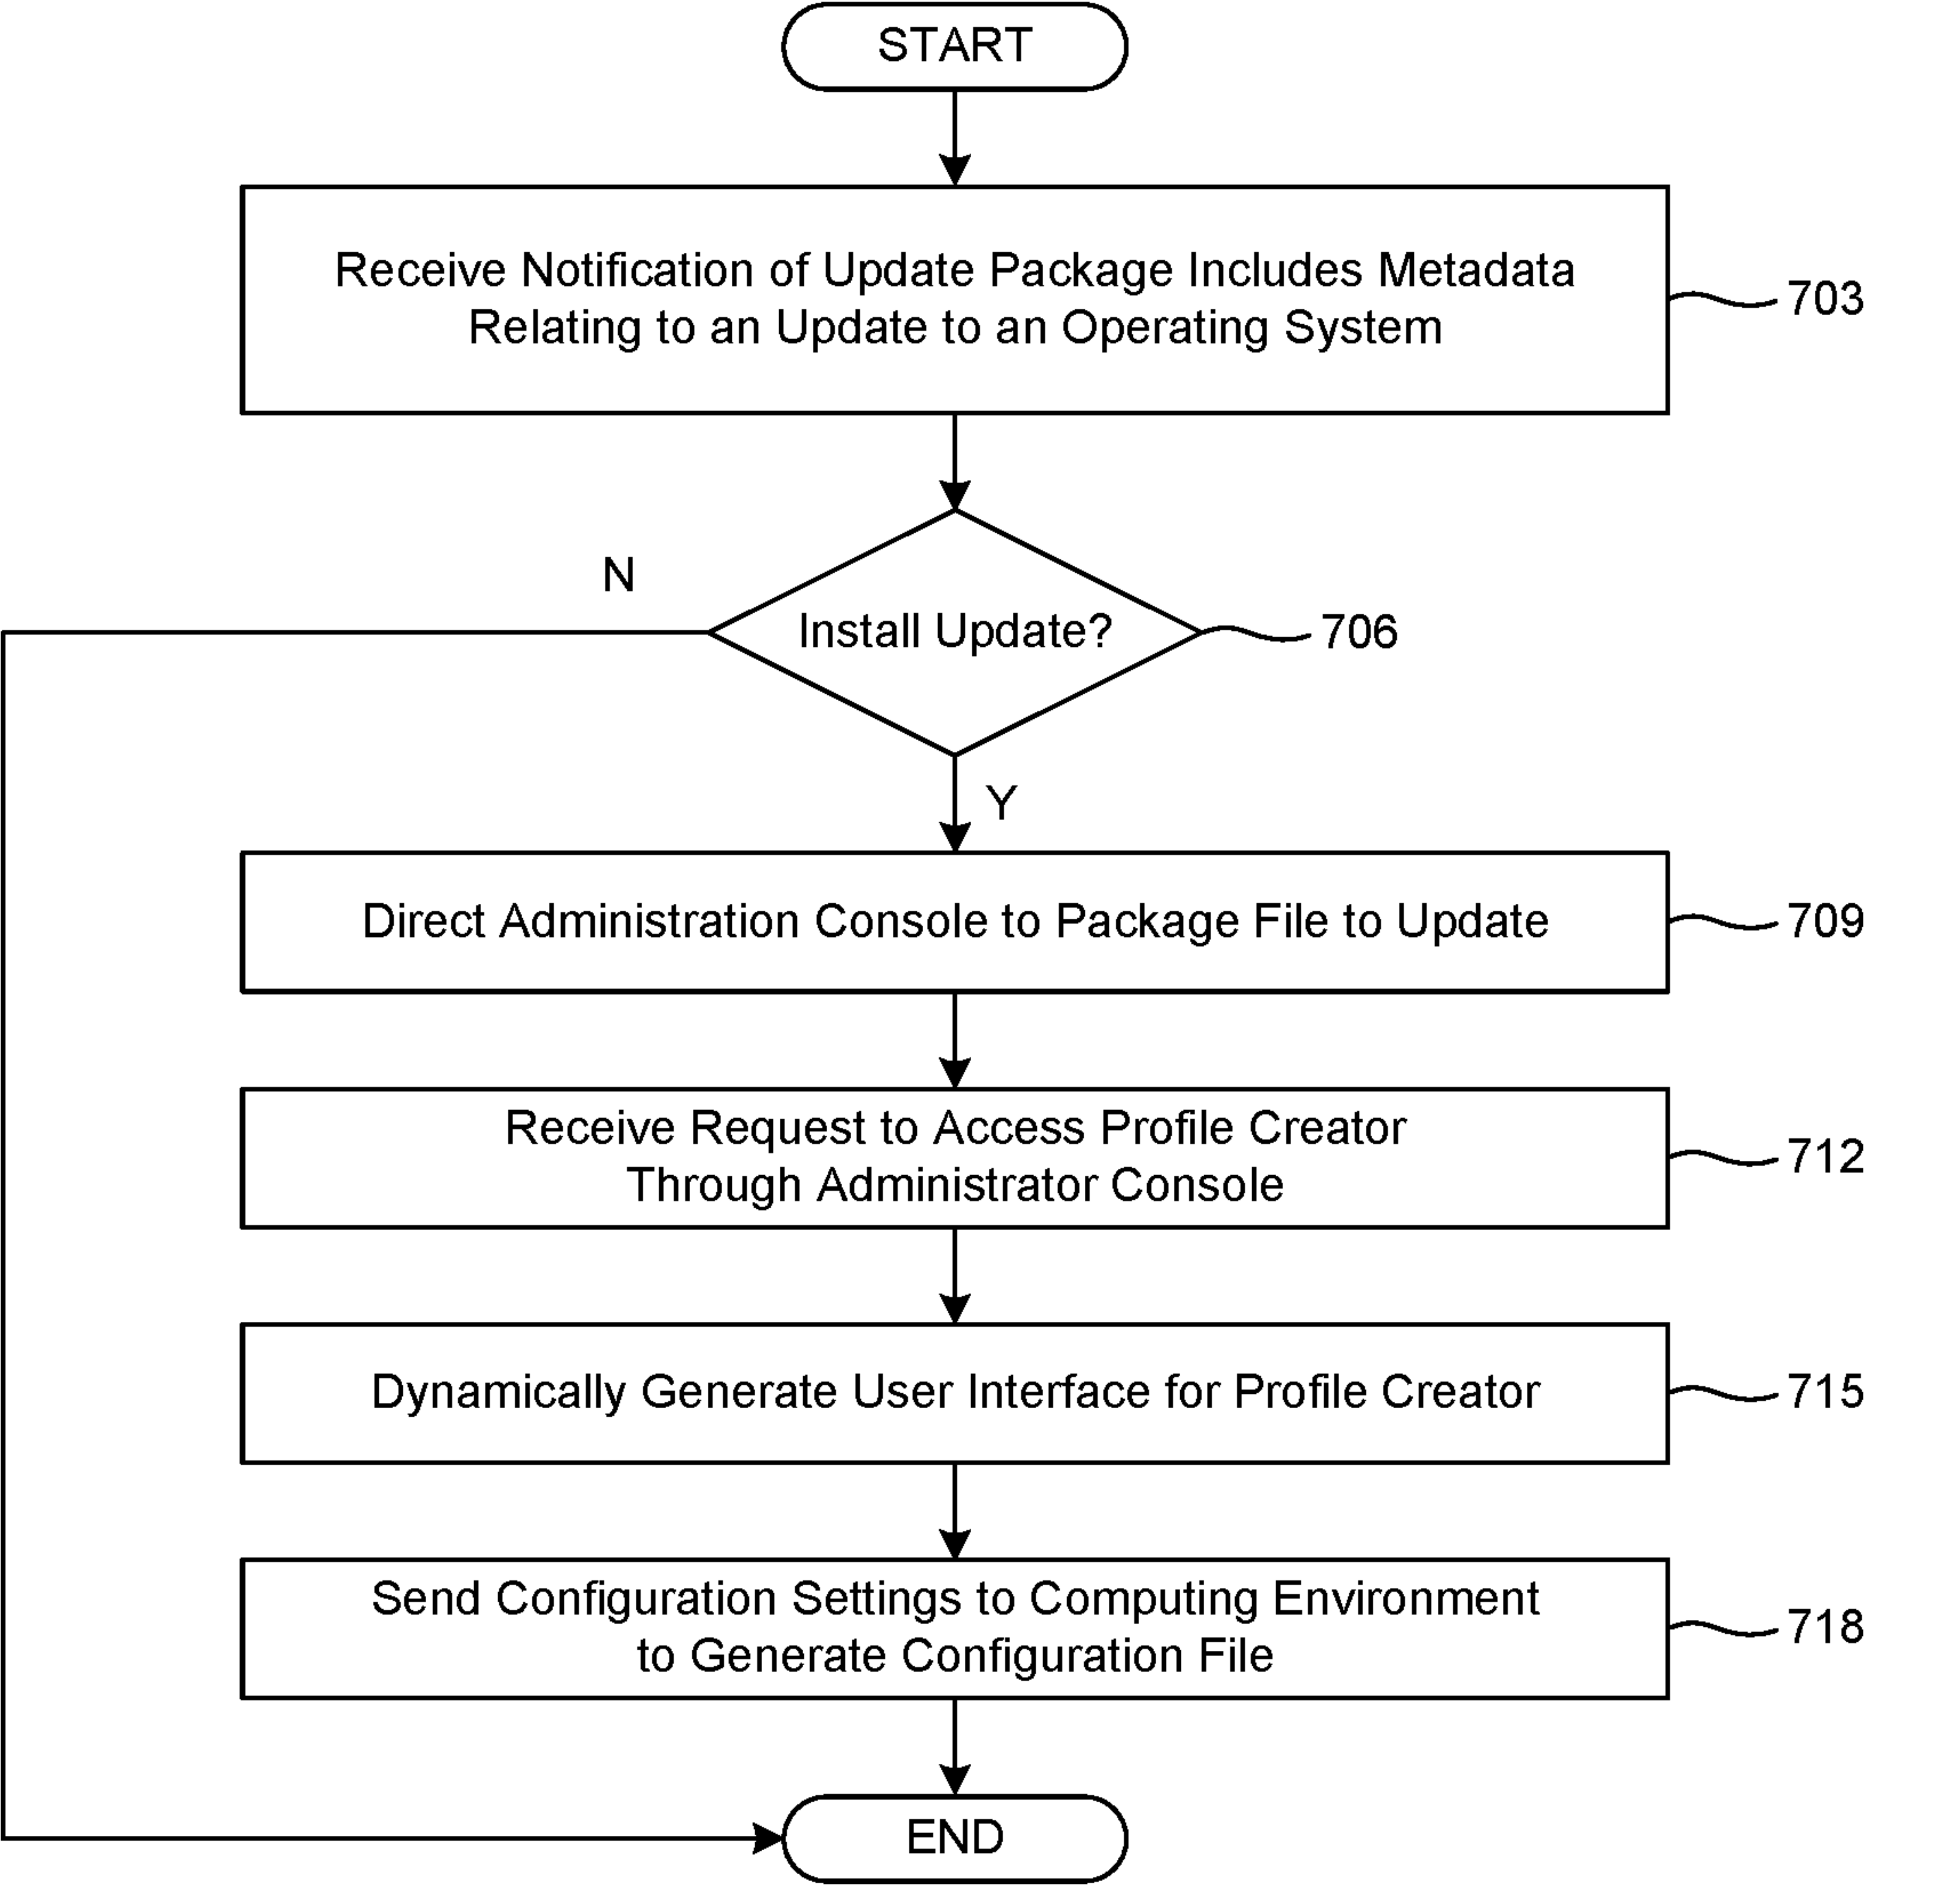 START
Receive Notification of Update Package Includes Metadata
Relating to an Update to an Operating System
703
N
Install Update?
706
Y
Direct Administration Console to Package File to Update
709
Receive Request to Access Profile Creator
Through Administrator Console
712
Dynamically Generate User Interface for Profile Creator
715
Send Configuration Settings to Computing Environment
to Generate Configuration File
718
END